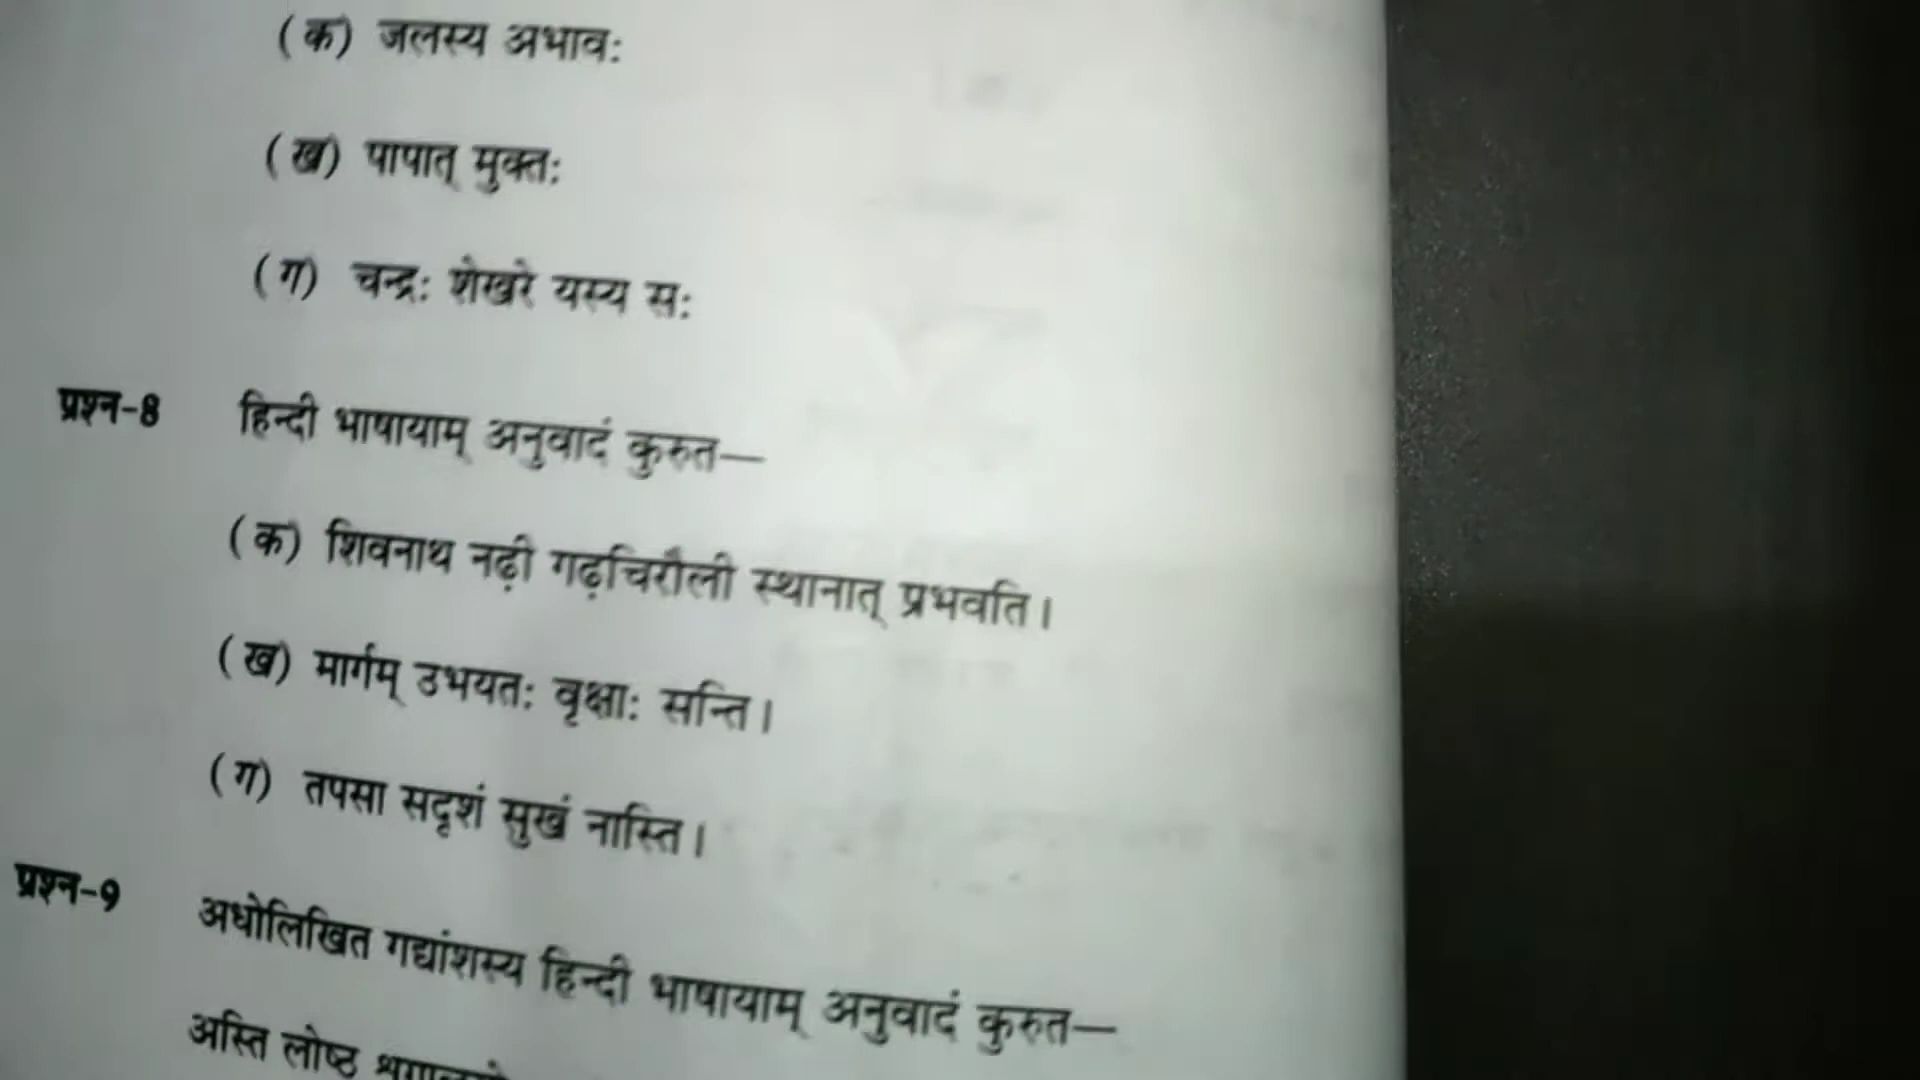 (क) जलस्य अभावः
(ख) पापात् मुक्तः
(ग) चन्द्रः शेखरे यस्य सः
प्रश्न-8 हिन्दी भाषायाम् अनुवादं कुरुत—
(क) शिवनाथ नढ़ी गढ़चिरौली स्थानात् प्रभवति।
(ख) मार्गम् उभयतः वृक्षाः सन्ति।
(ग) तपसा सदृशं सुखं नास्ति।
प्रश्न-9 अधोलिखित गद्यांशस्य हिन्दी भाषायाम् अनुवादं कुरुत—
अस्ति लोष्ठ